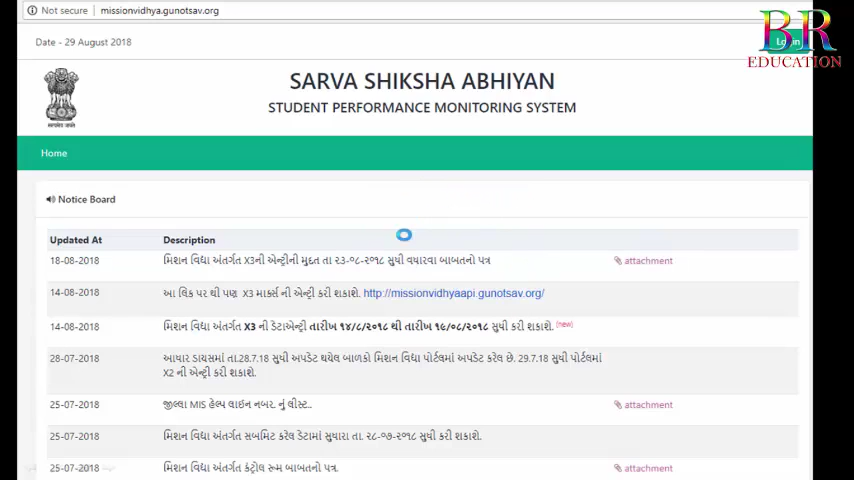 Not secure missionvidhya.gunotsav.org
Date - 29 August 2018
BR
EDUCATION
SARVA SHIKSHA ABHIYAN
STUDENT PERFORMANCE MONITORING SYSTEM
Home
Notice Board
Updated At Description
18-08-2018 મિશન વિદ્યા અંતર્ગત X3ની એન્ટ્રીની મુદત તા ૨૩-૦૮-૨૦૧૮ સુધી વધારવા બાબતનો પત્ર attachment
14-08-2018 આ લિંક પર થી પણ X3 માર્ક્સ ની એન્ટ્રી કરી શકાશે. http://missionvidhyaapi.gunotsav.org/
14-08-2018 મિશન વિદ્યા અંતર્ગત X3 ની ડેટાએન્ટ્રી તારીખ ૧૪/૮/૨૦૧૮ થી તારીખ ૧૯/૦૮/૨૦૧૮ સુધી કરી શકાશે. (new)
28-07-2018 આધાર ડાયસમાં તા.28.7.18 સુધી અપડેટ થયેલ બાળકો મિશન વિદ્યા પોર્ટલમાં અપડેટ કરેલ છે. 29.7.18 સુધી પોર્ટલમાં
X2 ની એન્ટ્રી કરી શકાશે.
25-07-2018 જીલ્લા MIS હેલ્પ લાઈન નંબર નું લીસ્ટ.. attachment
25-07-2018 મિશન વિદ્યા અંતર્ગત સબમિટ કરેલ ડેટામાં સુધારા તા. ૨૮-૦૭-૨૦૧૮ સુધી કરી શકાશે.
25-07-2018 મિશન વિદ્યા અંતર્ગત કંટ્રોલ રૂમ બાબતનો પત્ર. attachment